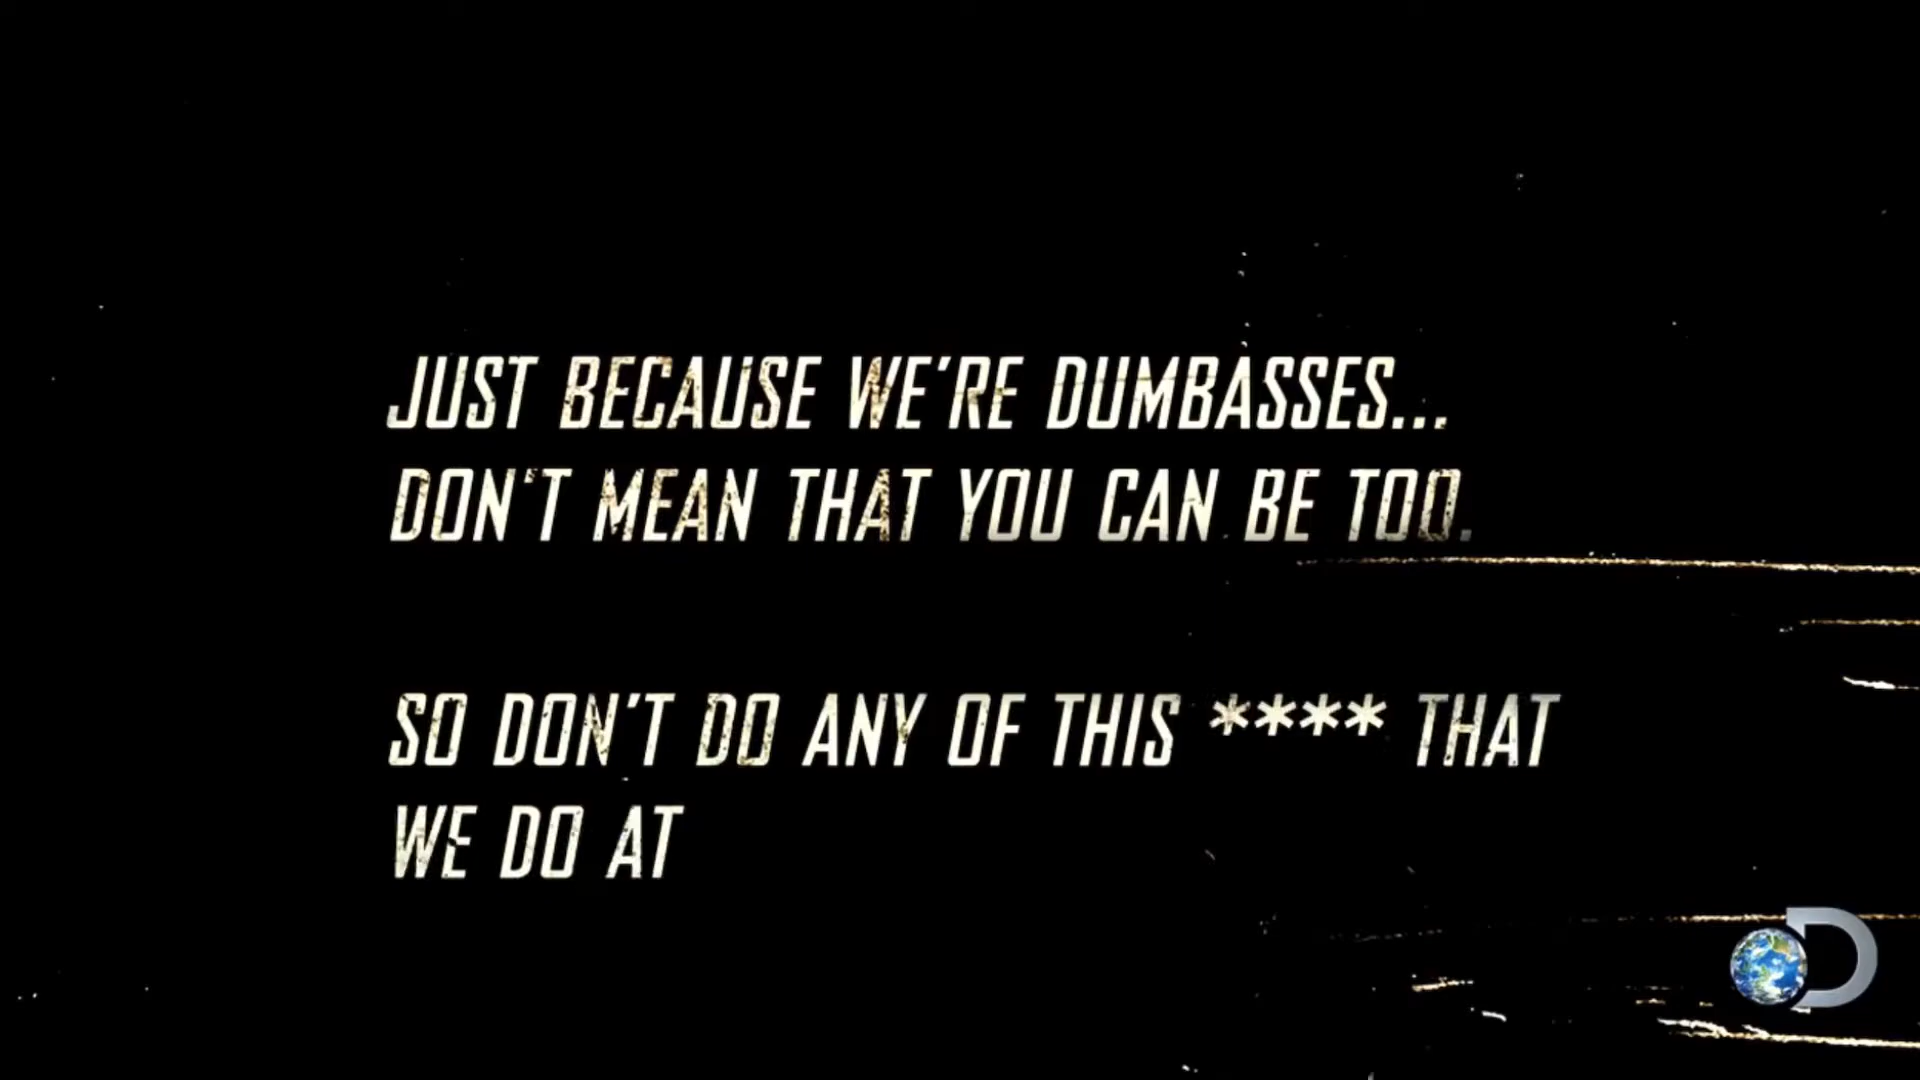 JUST BECAUSE WE'RE DUMBASSES...
DON'T MEAN THAT YOU CAN BE TOO.
SO DON'T DO ANY OF THIS **** THAT
WE DO AT
D